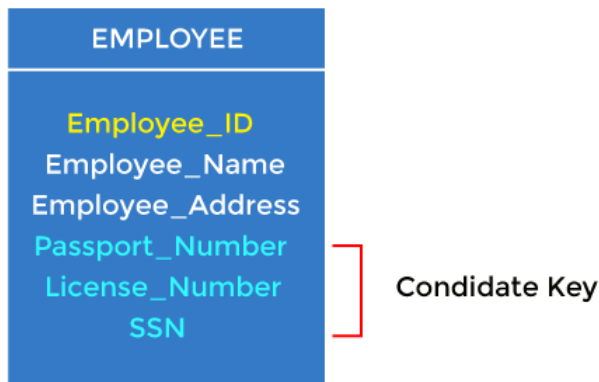 EMPLOYEE
Employee_ID
Employee_Name
Employee_Address
Passport_Number
License_Number
Condidate Key
SSN